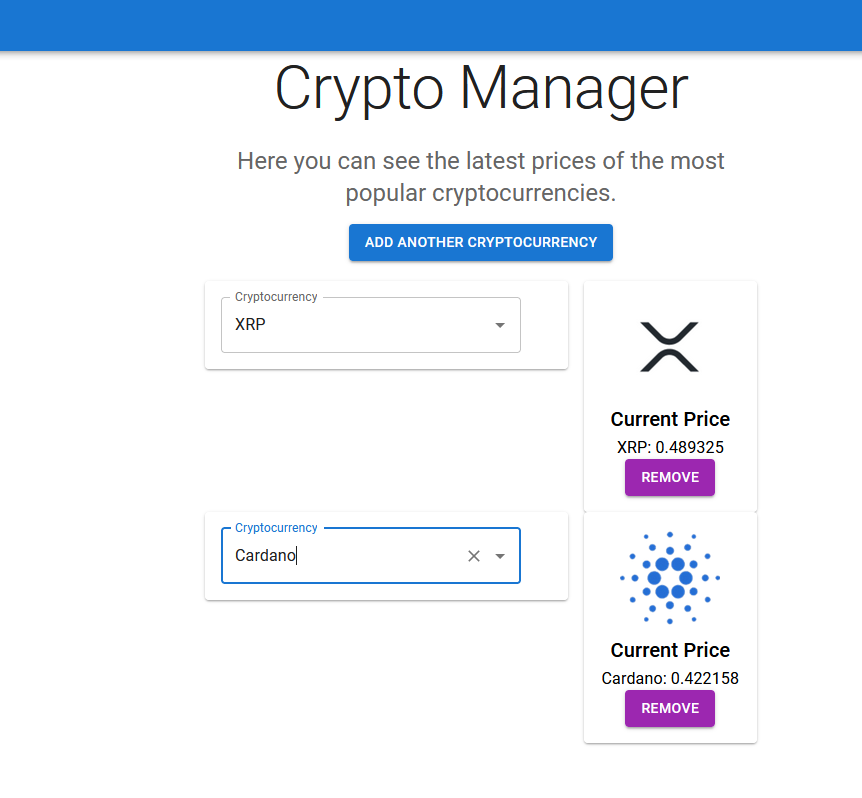 Crypto Manager
Here you can see the latest prices of the most
popular cryptocurrencies.
ADD ANOTHER CRYPTOCURRENCY
Cryptocurrency
XRP
Current Price
XRP: 0.489325
REMOVE
Cryptocurrency
Cardano
Current Price
Cardano: 0.422158
REMOVE